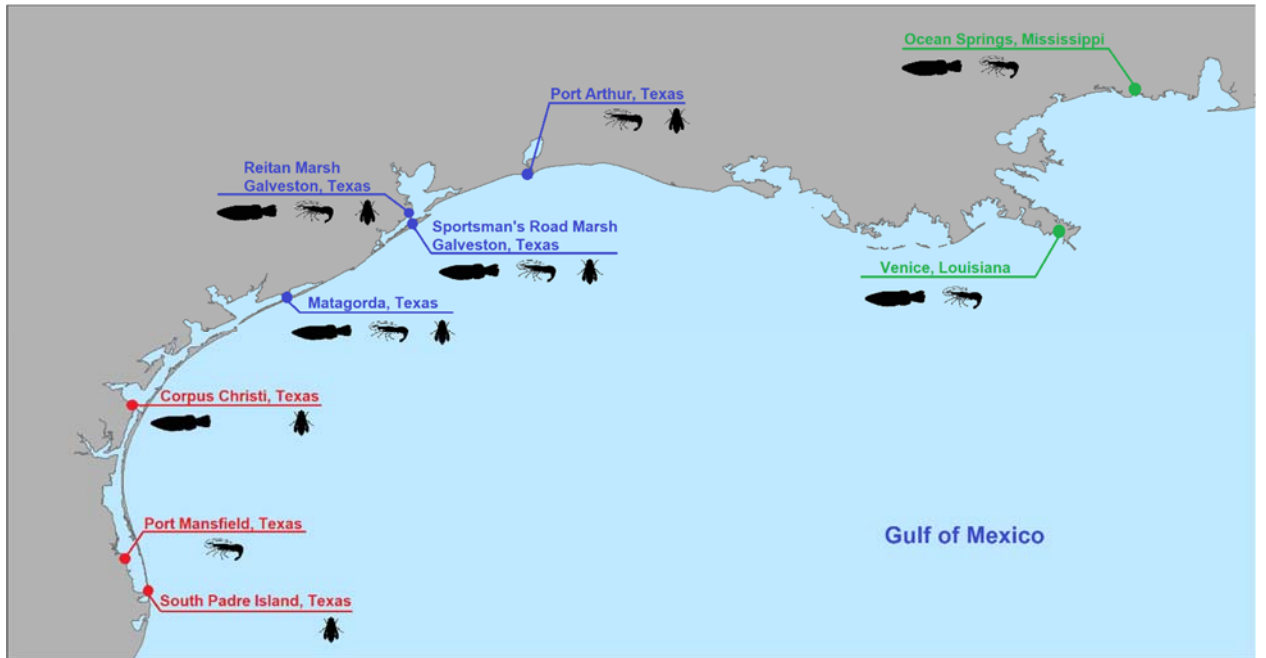 Ocean Springs, Mississippi
Port Arthur, Texas
Reitan Marsh
Galveston, Texas
Sportsman's Road Marsh
Galveston, Texas
Venice, Louisiana
Matagorda, Texas
Corpus Christi, Texas
Port Mansfield, Texas
Gulf of Mexico
South Padre Island, Texas